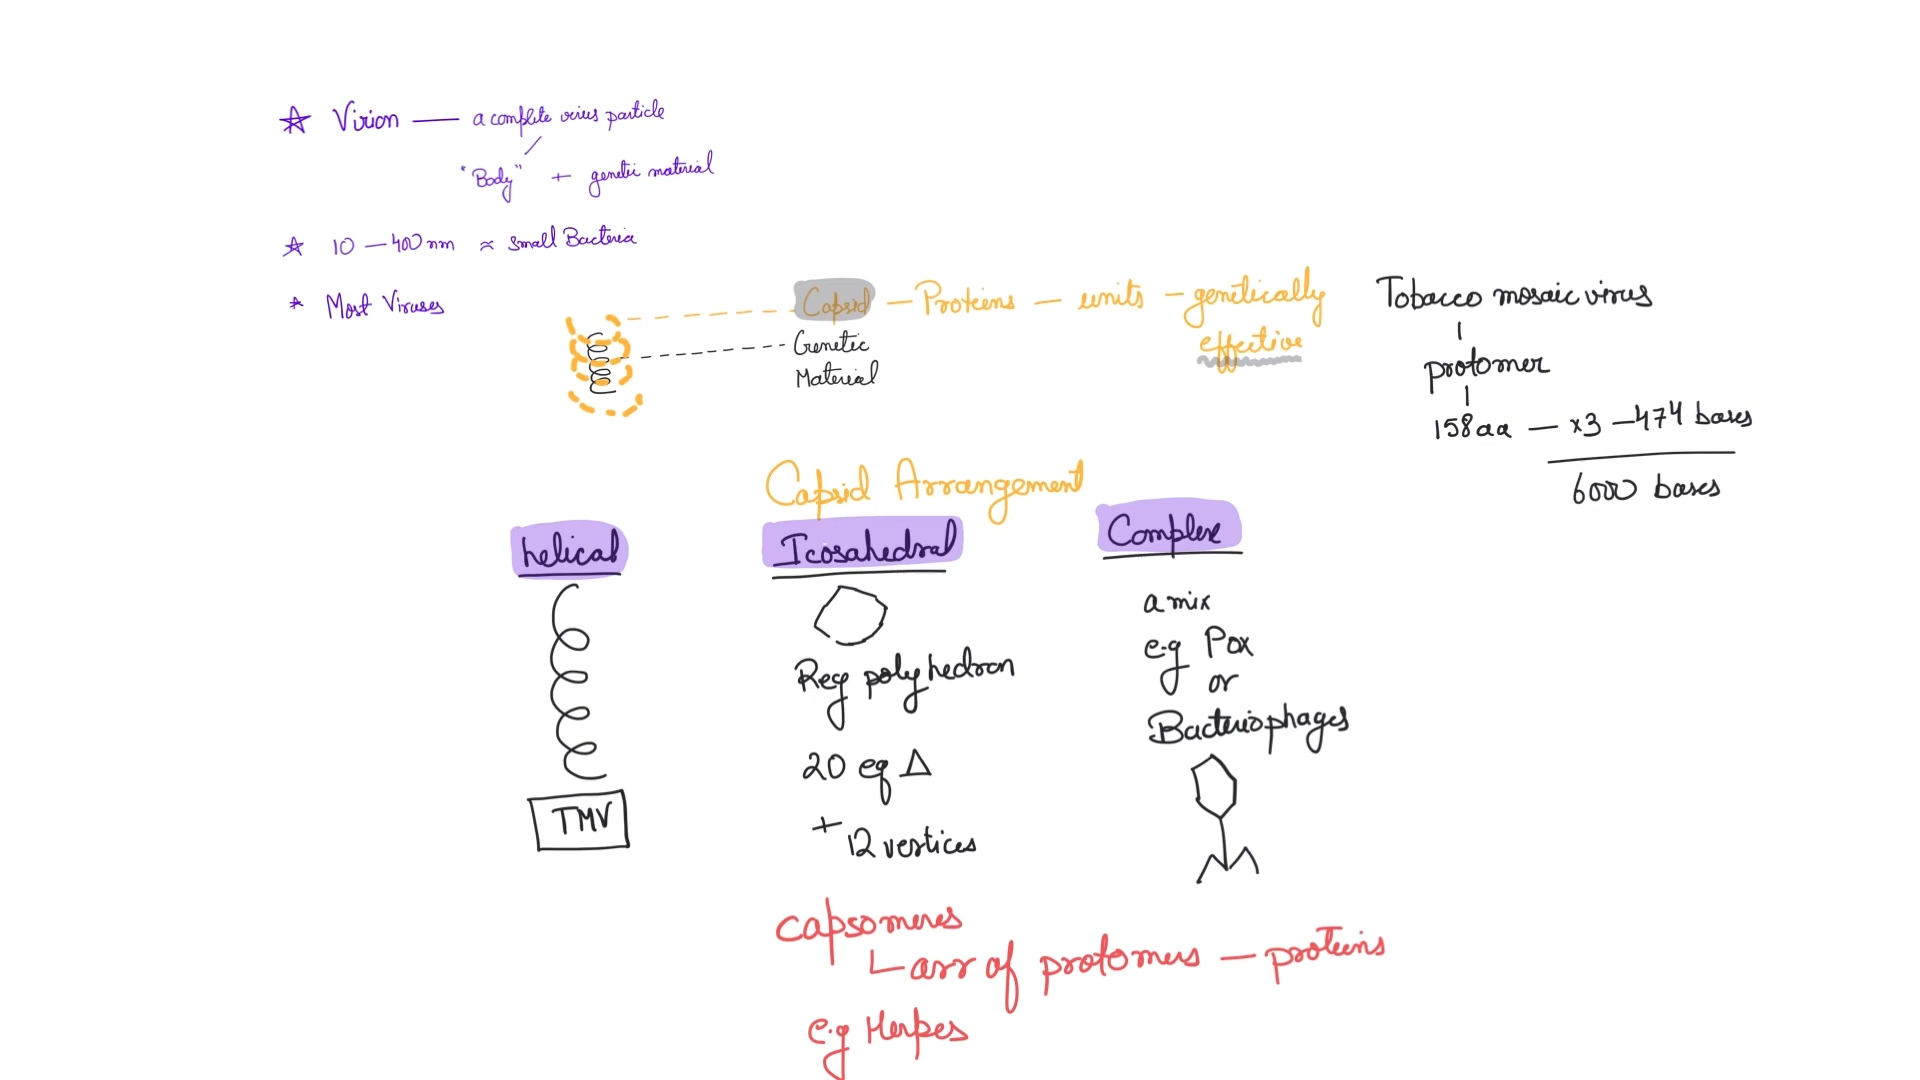 Virion — a complete virus particle
"Body" + genetic material
10 — 400 nm ≈ small Bacteria
Most Viruses
Capsid — Proteins — units — genetically
effective
Genetic
Material
Tobacco mosaic virus
protomer
158 aa — x3 — 474 bases
6000 bases
Capsid Arrangement
helical
TMV
Icosahedral
Reg polyhedron
20 eq Δ
+ 12 vertices
Capsomeres
arr of protomers — proteins
e.g Herpes
Complex
a mix
e.g Pox
or
Bacteriophages